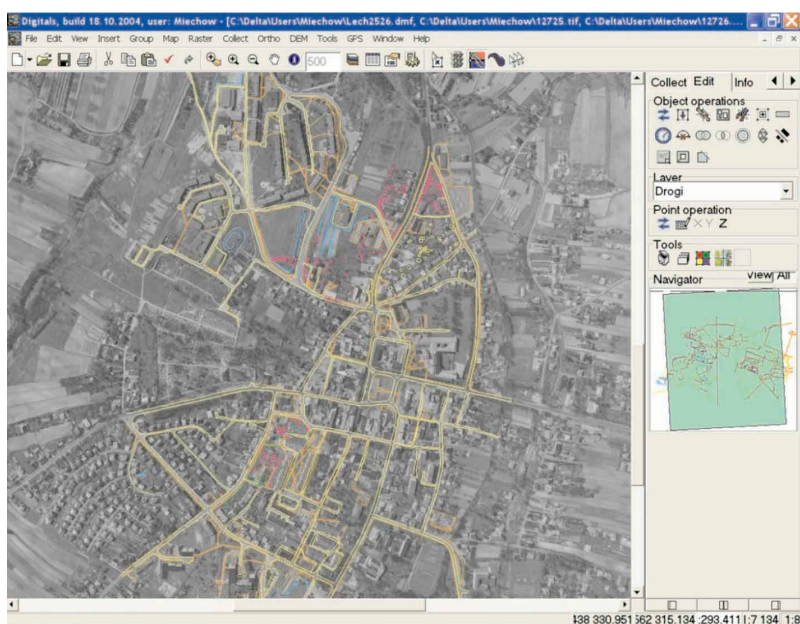 Digitals, build 18.10.2004, user: Miechow - [C:\Delta\Users\Miechow\Lech2526.dmf, C:\Delta\Users\Miechow\12725.tif, C:\Delta\Users\Miechow\12726....
File Edit View Insert Group Map Raster Collect Ortho DEM Tools GPS Window Help
500
Collect Edit Info
Object operations
Layer
Drogi
Point operation
X Y Z
Tools
Navigator View All
438 330.951 562 315.134 :293.411 1:7 134 1:8